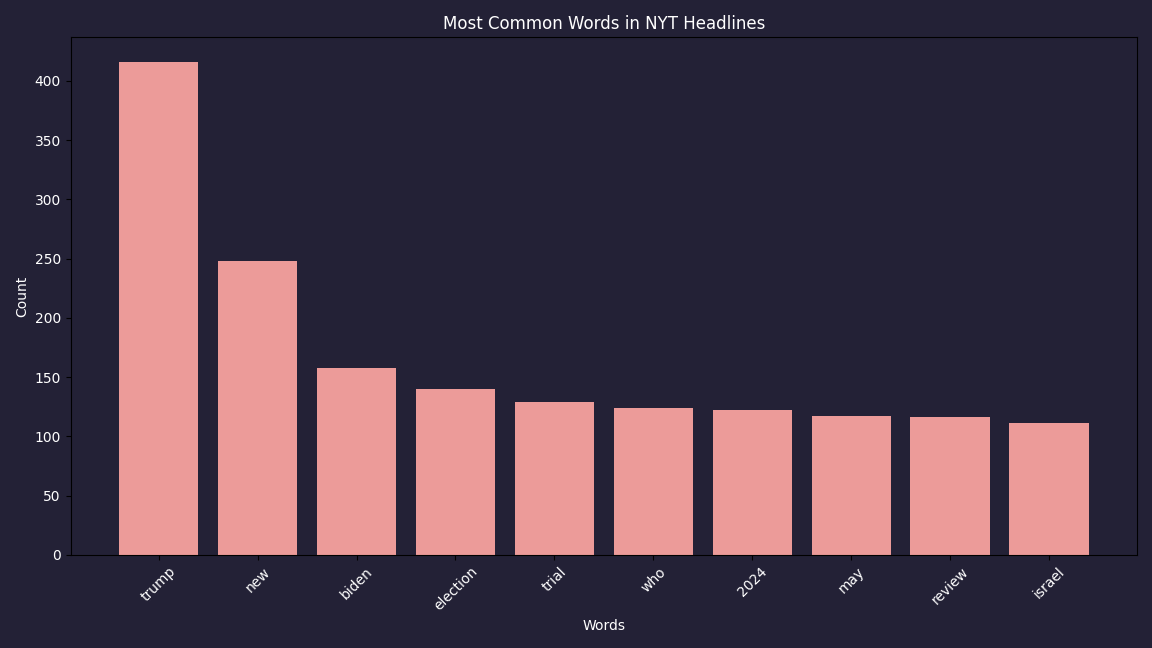 Most Common Words in NYT Headlines
400
350
300
250
200
150
100
50
0
Count
trump
new
biden
election
trial
who
2024
may
review
israel
Words